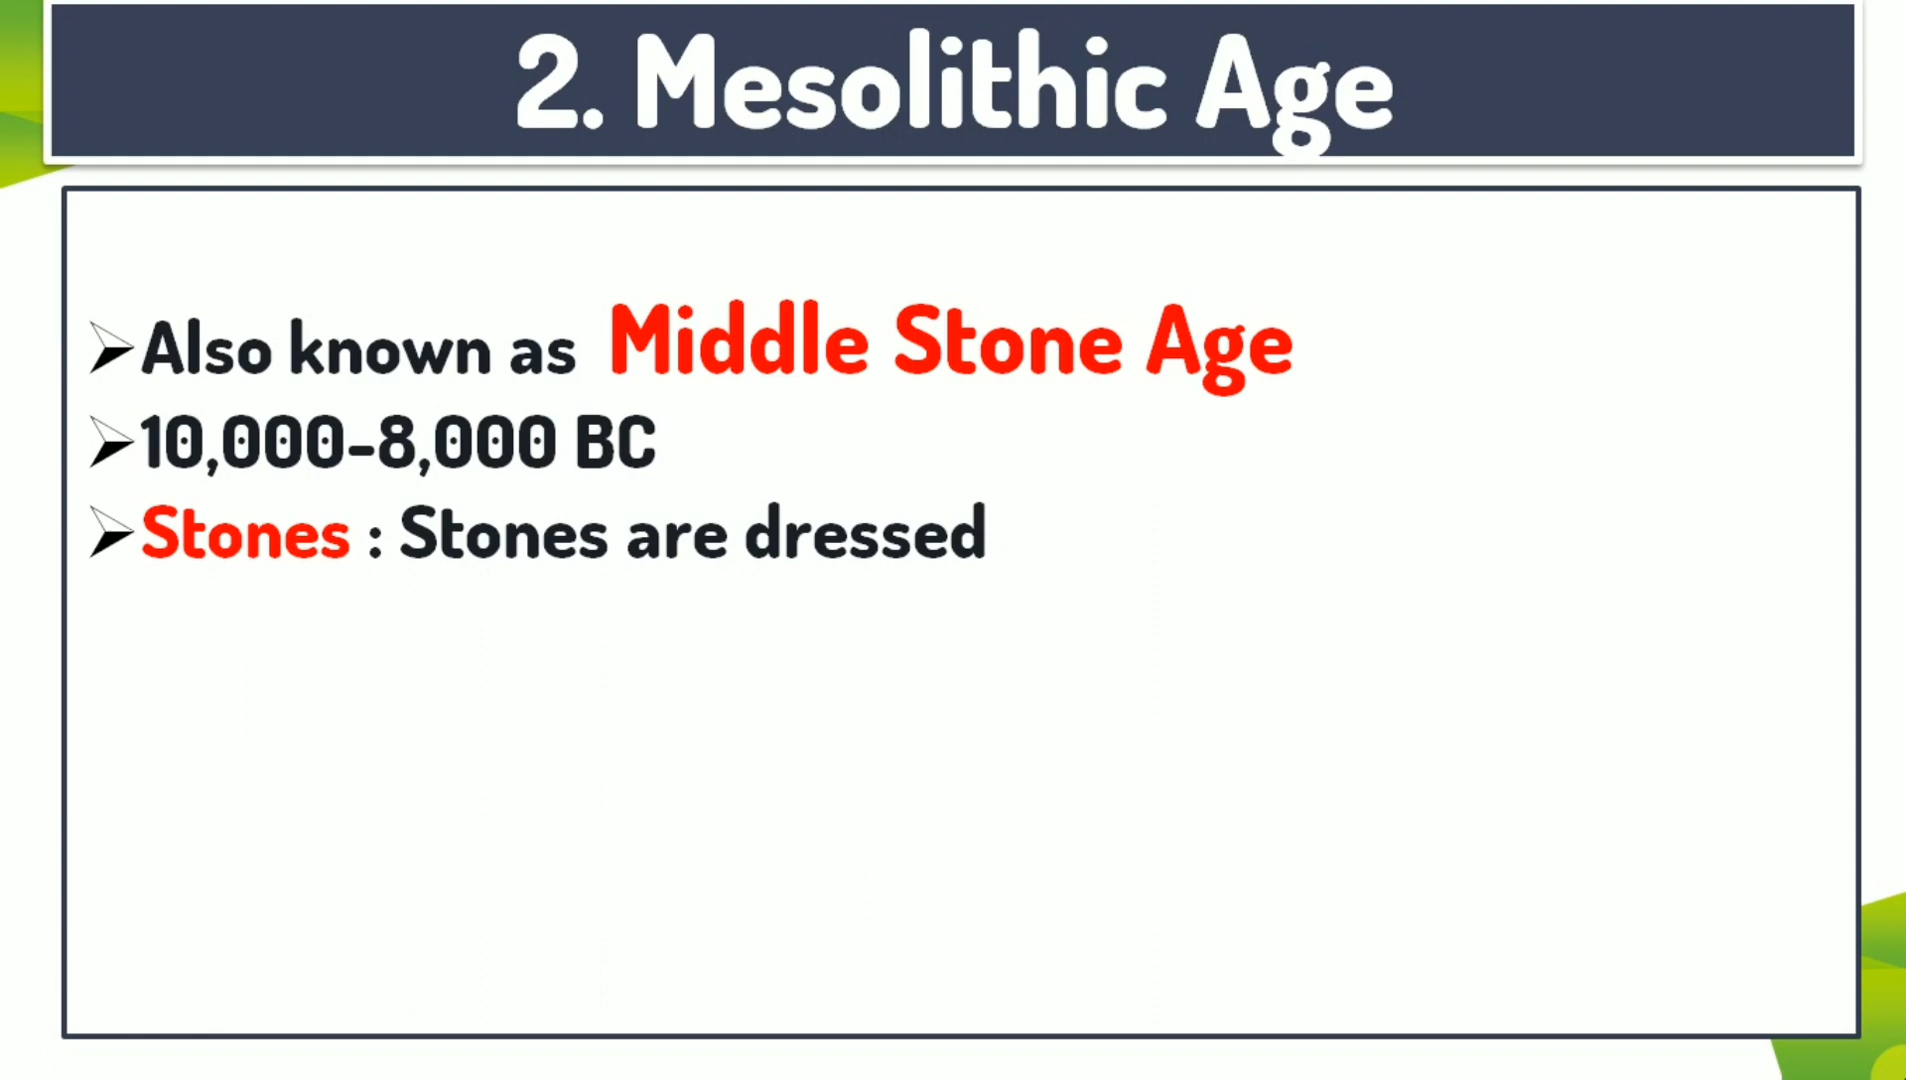 2. Mesolithic Age
➢Also known as Middle Stone Age
➢10,000-8,000 BC
➢Stones : Stones are dressed